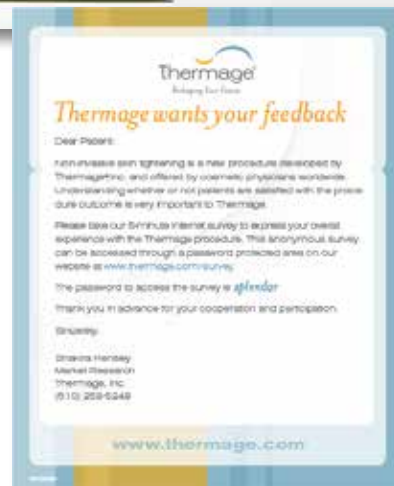 Thermage
Reshaping Your Future
Thermage wants your feedback
Dear Patient:
Non-invasive skin tightening is a new procedure developed by
Thermage, Inc. and offered by cosmetic physicians worldwide.
Understanding whether or not patients are satisfied with the proce-
dure outcome is very important to Thermage.
Please take our 5-minute internet survey to express your overall
experience with the Thermage procedure. This anonymous survey
can be accessed through a password protected area on our
website at www.thermage.com/survey.
The password to access the survey is splendor
Thank you in advance for your cooperation and participation.
Sincerely,
Hensley
Market Research
Thermage, Inc.
www.thermage.com